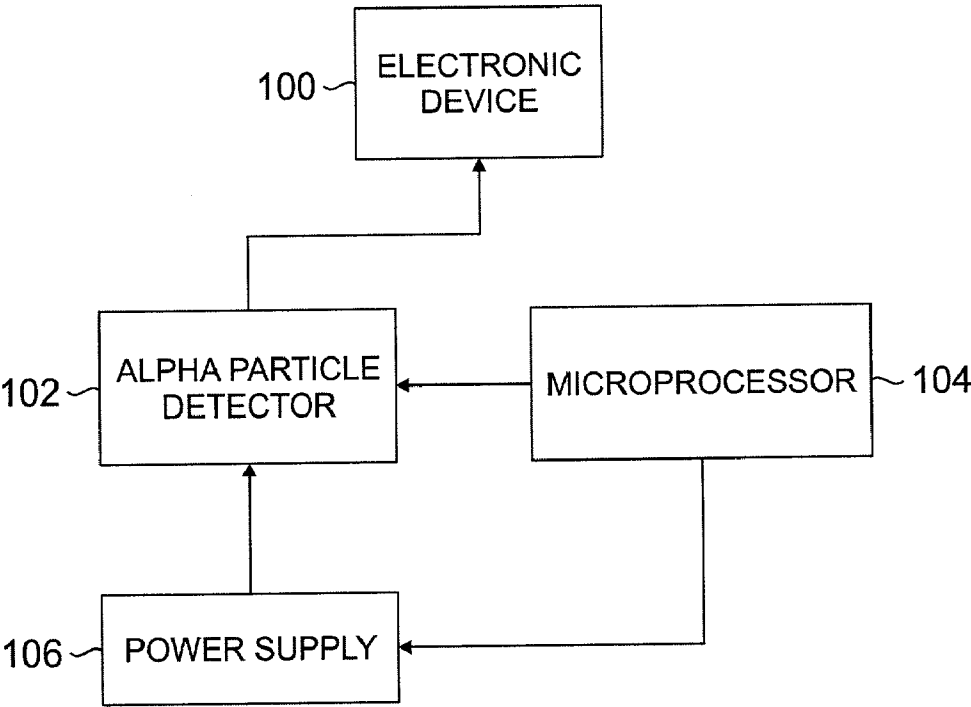 ELECTRONIC
DEVICE
100
ALPHA PARTICLE
DETECTOR
102
MICROPROCESSOR
104
POWER SUPPLY
106